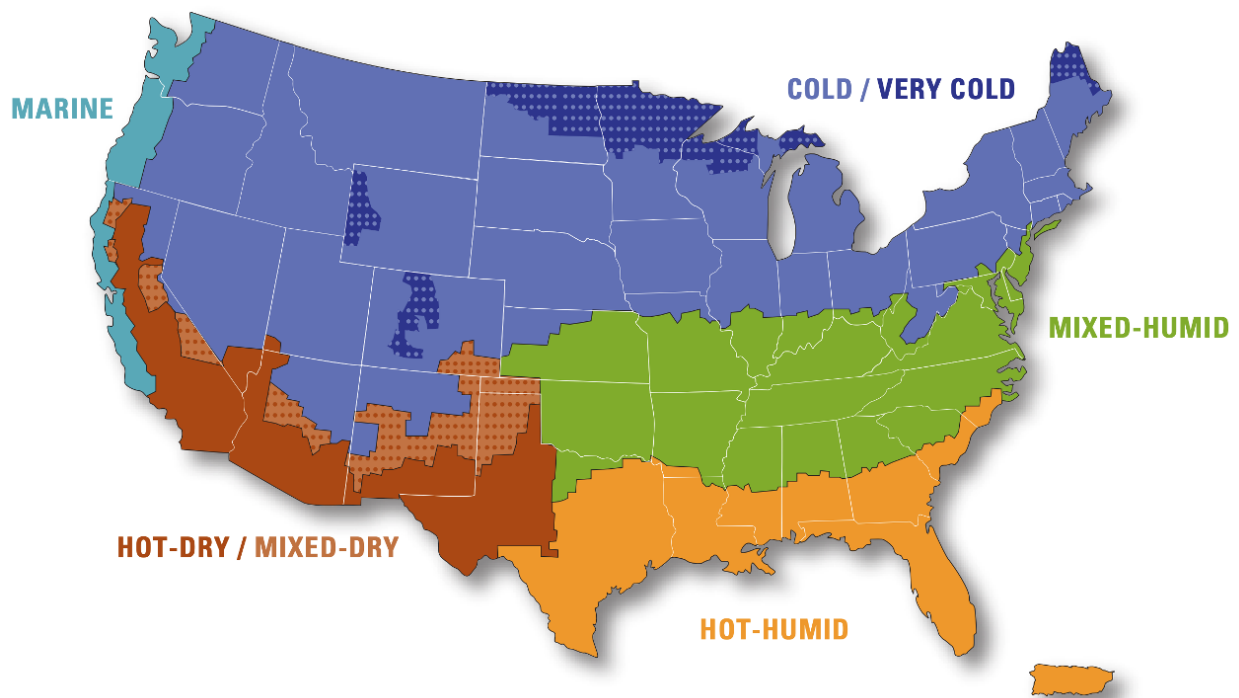 COLD / VERY COLD
MARINE
MIXED-HUMID
HOT-DRY / MIXED-DRY
HOT-HUMID